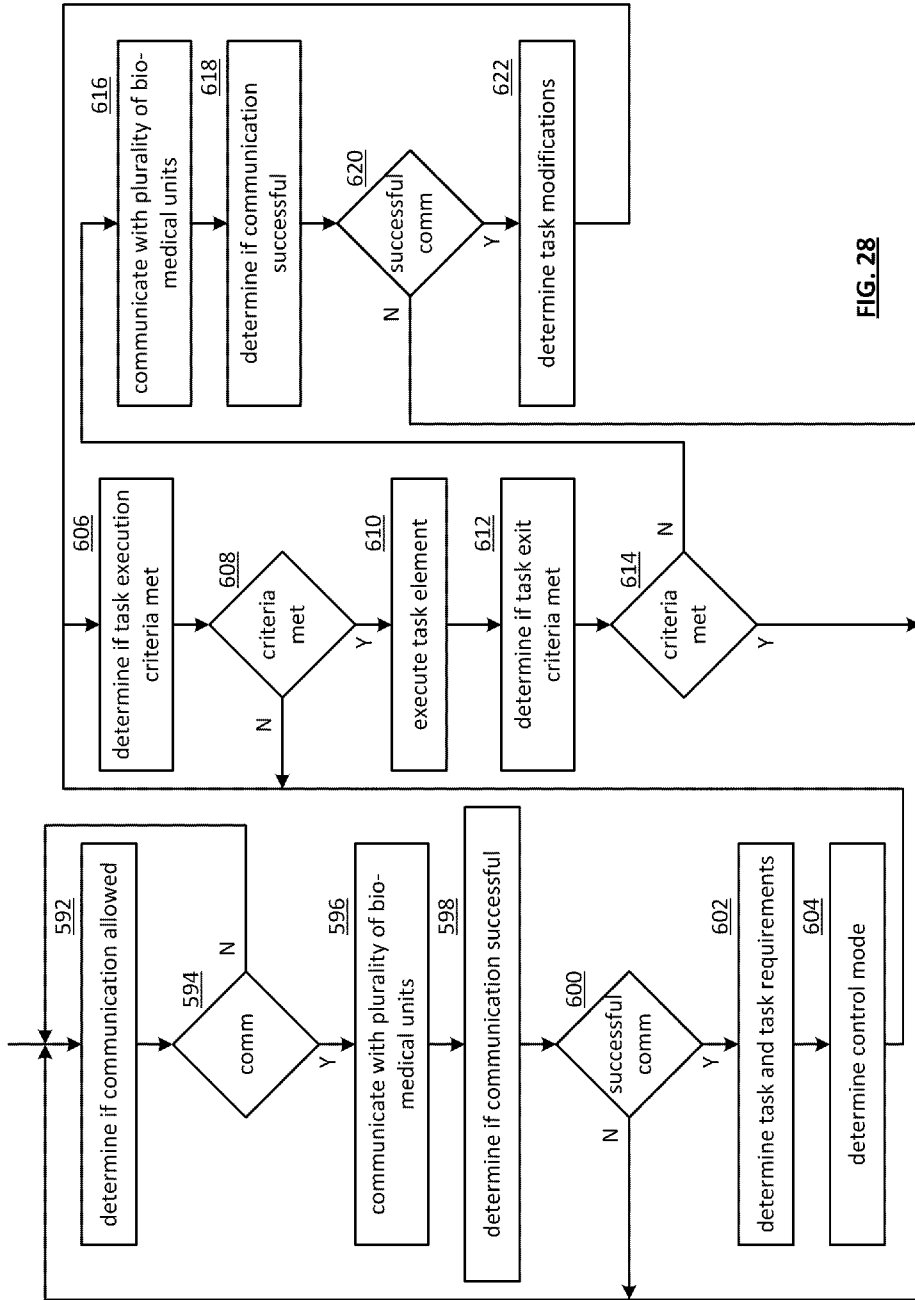 592
determine if communication allowed
594
comm
N
Y
596
communicate with plurality of bio-
medical units
598
determine if communication successful
600
successful
comm
N
Y
602
determine task and task requirements
604
determine control mode
606
determine if task execution
criteria met
608
criteria
met
N
Y
610
execute task element
612
determine if task exit
criteria met
614
criteria
met
N
Y
616
communicate with plurality of bio-
medical units
618
determine if communication
successful
620
successful
comm
N
Y
622
determine task modifications
FIG. 28